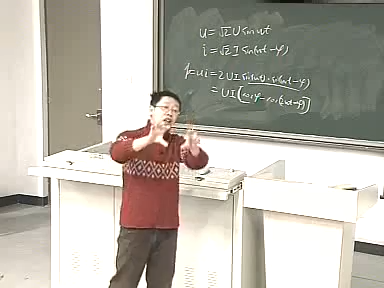 u = √2 U sin ωt
i = √2 I sin(ωt − φ)
p = ui = 2UI sin ωt · sin(ωt − φ)
= UI [cos φ − cos(2ωt − φ)]